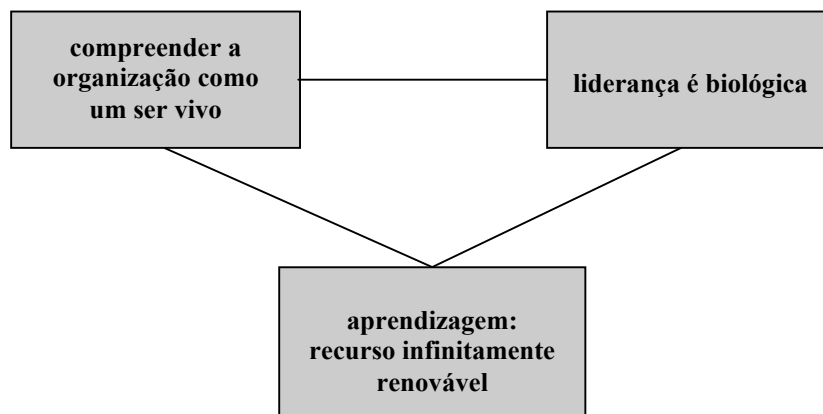 compreender a
organização como
um ser vivo
liderança é biológica
aprendizagem:
recurso infinitamente
renovável